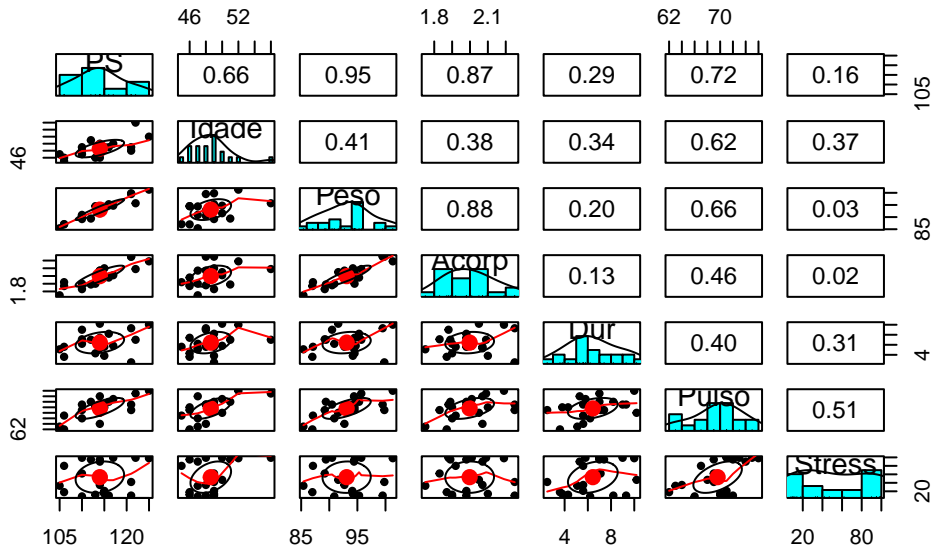 46 52 1.8 2.1 62 70
PS 0.66 0.95 0.87 0.29 0.72 0.16 105
46 Idade 0.41 0.38 0.34 0.62 0.37
Peso 0.88 0.20 0.66 0.03 85
1.8 Acorp 0.13 0.46 0.02
Dur 0.40 0.31 4
62 Pulso 0.51
Stress 20
105 120 85 95 4 8 20 80